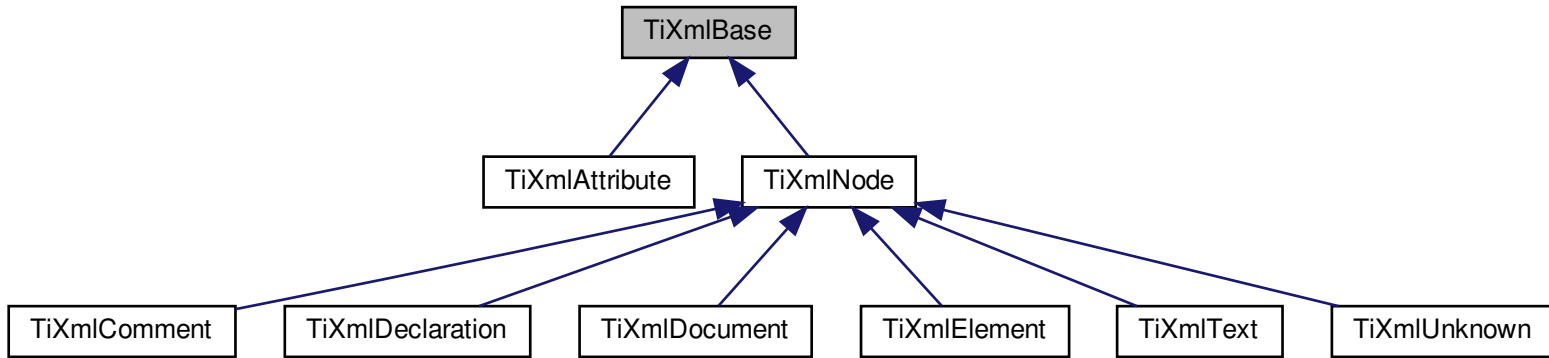 TiXmlBase
TiXmlAttribute
TiXmlNode
TiXmlComment
TiXmlDeclaration
TiXmlDocument
TiXmlElement
TiXmlText
TiXmlUnknown